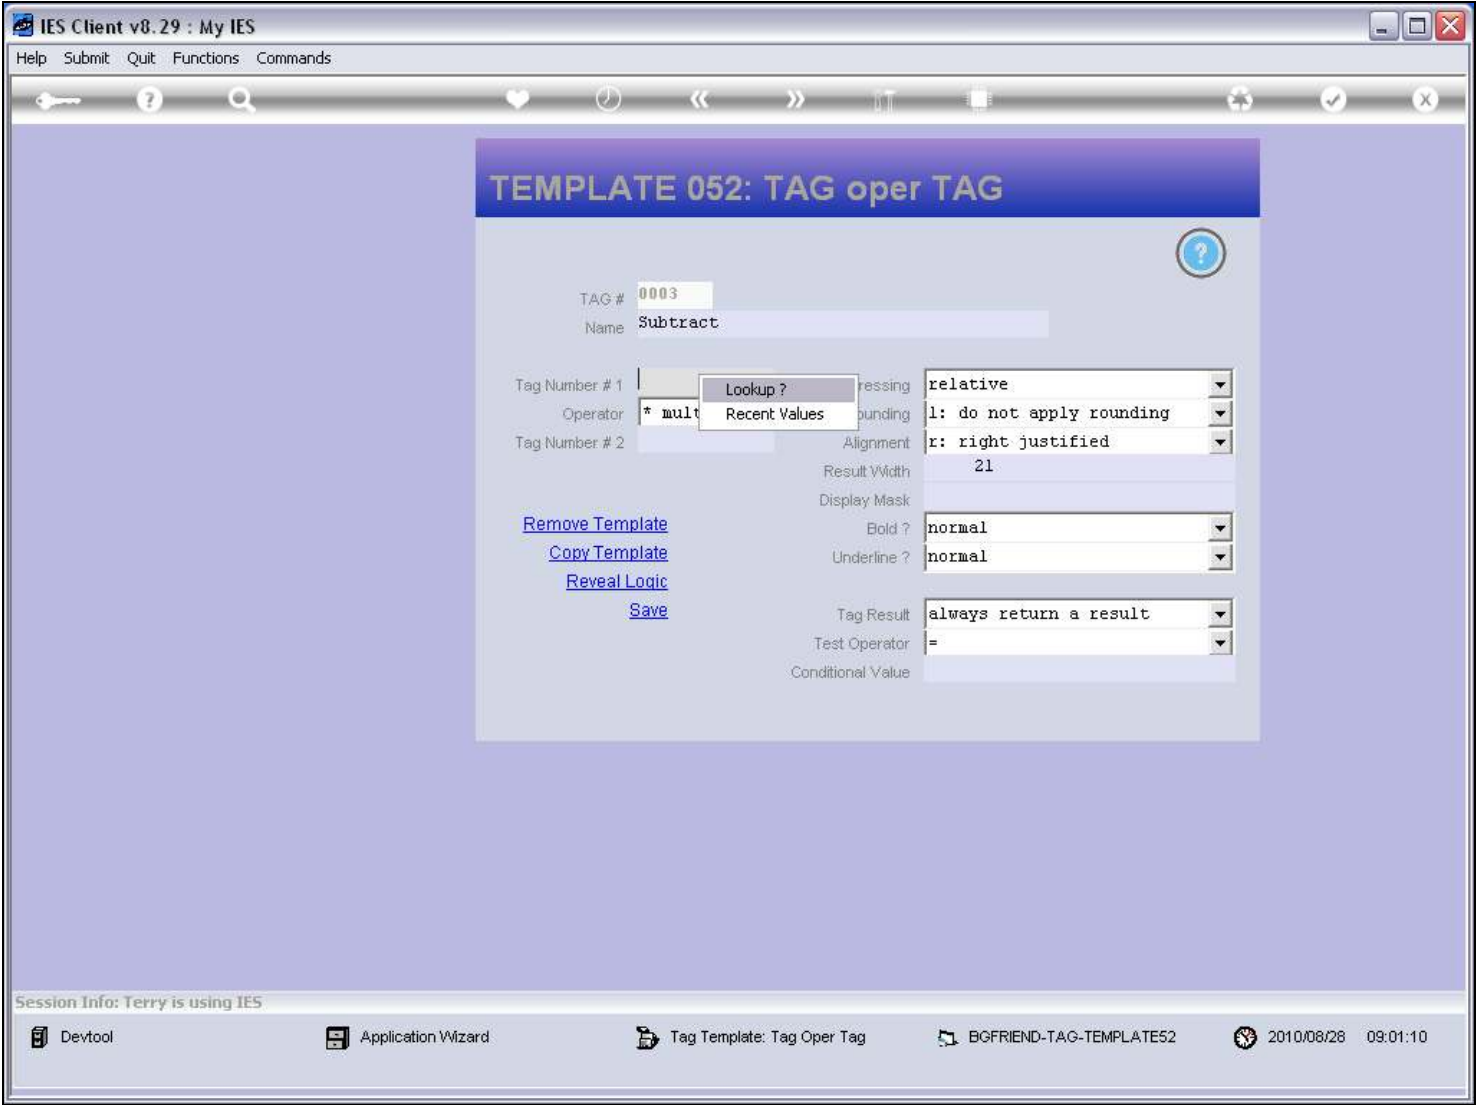 IES Client v8.29 : My IES
Help Submit Quit Functions Commands
TEMPLATE 052: TAG oper TAG
TAG # 0003
Name Subtract
Tag Number # 1
Lookup ?
Recent Values
ressing relative
Operator * mult
ounding 1: do not apply rounding
Tag Number # 2
Alignment r: right justified
Result Width 21
Display Mask
Remove Template
Bold ? normal
Copy Template
Underline ? normal
Reveal Logic
Save
Tag Result always return a result
Test Operator =
Conditional Value
Session Info: Terry is using IES
Devtool Application Wizard Tag Template: Tag Oper Tag BGFRIEND-TAG-TEMPLATE52 2010/08/28 09:01:10